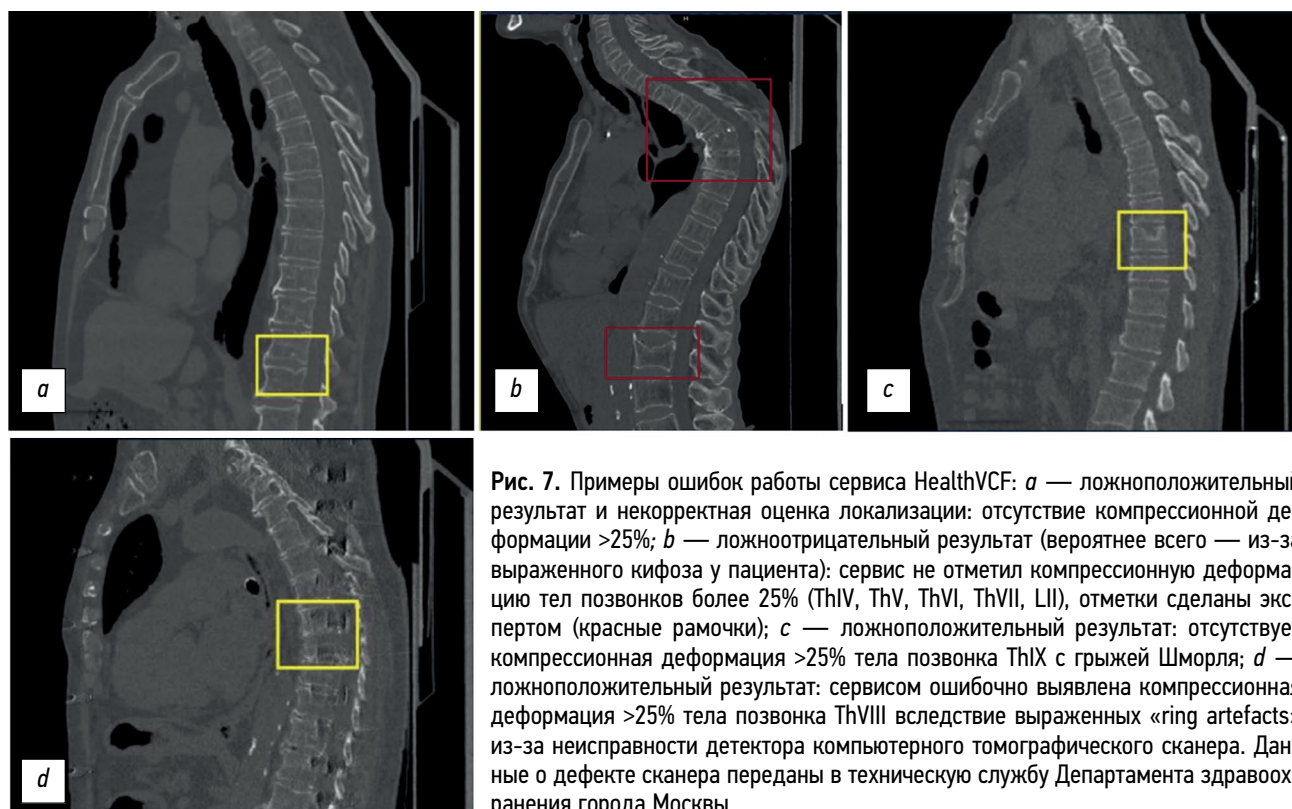 a
b
c
d
Рис. 7. Примеры ошибок работы сервиса HealthVCF: a — ложноположительный
результат и некорректная оценка локализации: отсутствие компрессионной де-
формации >25%; b — ложноотрицательный результат (вероятнее всего — из-за
выраженного кифоза у пациента): сервис не отметил компрессионную деформа-
цию тел позвонков более 25% (ThIV, ThV, ThVI, ThVII, LII), отметки сделаны экс-
пертом (красные рамочки); c — ложноположительный результат: отсутствует
компрессионная деформация >25% тела позвонка ThIX с грыжей Шморля; d —
ложноположительный результат: сервисом ошибочно выявлена компрессионная
деформация >25% тела позвонка ThVIII вследствие выраженных «ring artefacts»
из-за неисправности детектора компьютерного томографического сканера. Дан-
ные о дефекте сканера переданы в техническую службу Департамента здравоох-
ранения города Москвы